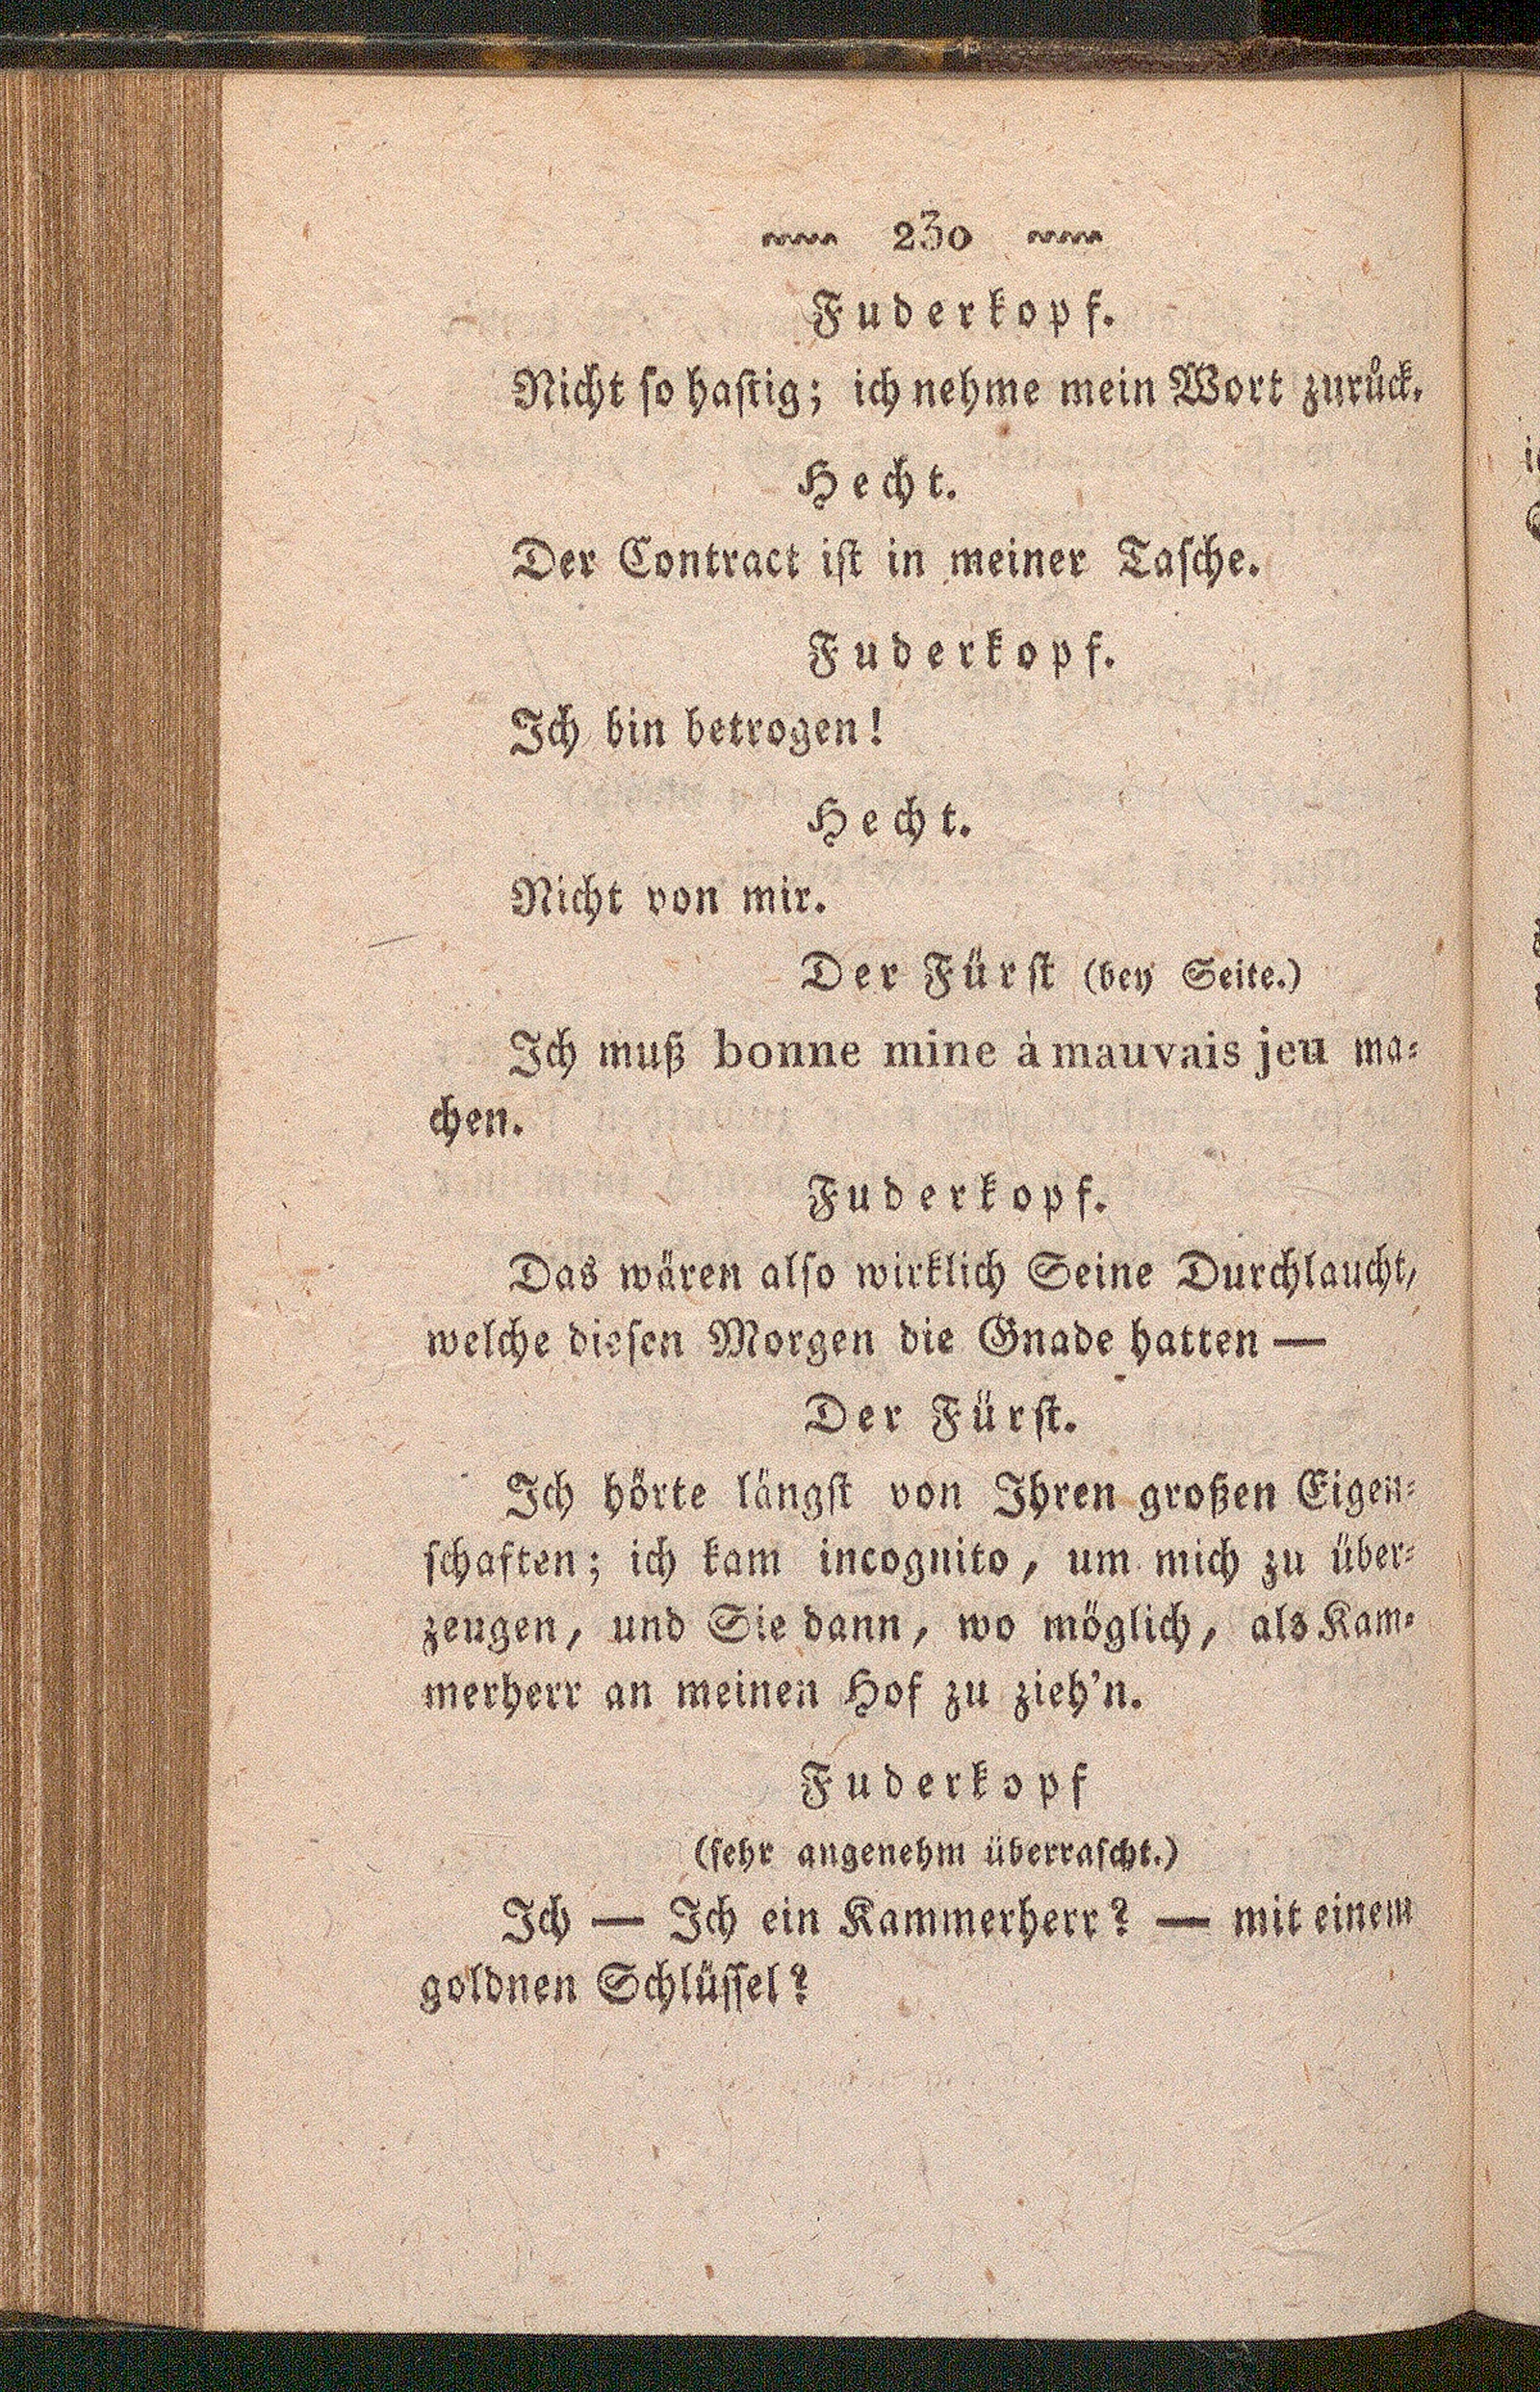 230
Fuderkopf.
Nicht ſo haſtig; ich nehme mein Wort zuruͤck.
Hecht.
Der Contract iſt in meiner Taſche.
Fuderkopf.
Ich bin betrogen!
Hecht.
Nicht von mir.
Der Fürſt (bey Seite.)
Ich muß bonne mine à mauvais jeu ma⸗
chen.
Fuderkopf.
Das wären alſo wirklich Seine Durchlaucht,
welche dieſen Morgen die Gnade hatten —
Der Fürſt.
Ich hörte längſt von Ihren großen Eigen⸗
ſchaften; ich kam incognito, um mich zu über⸗
zeugen, und Sie dann, wo möglich, als Kam⸗
merherr an meinen Hof zu zieh'n.
Fuderkopf
(ſehr angenehm überraſcht.)
Ich — Ich ein Kammerherr? — mit einem
goldnen Schlüſſel?